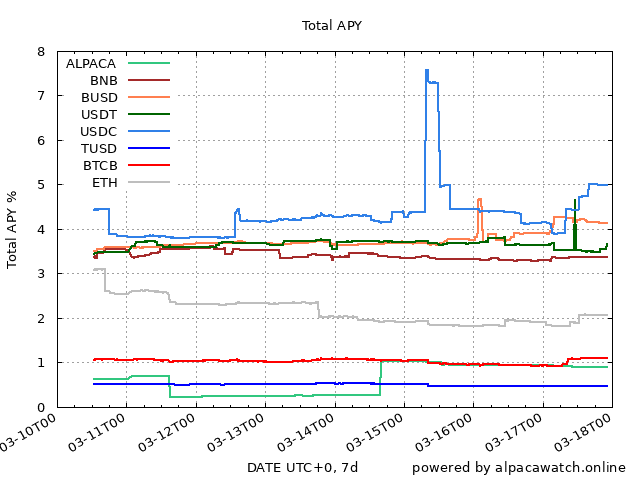 Total APY
8
7
6
5
4
3
2
1
0
Total APY %
ALPACA
BNB
BUSD
USDT
USDC
TUSD
BTCB
ETH
03-10T00
03-11T00
03-12T00
03-13T00
03-14T00
03-15T00
03-16T00
03-17T00
03-18T00
DATE UTC+0, 7d
powered by alpacawatch.online